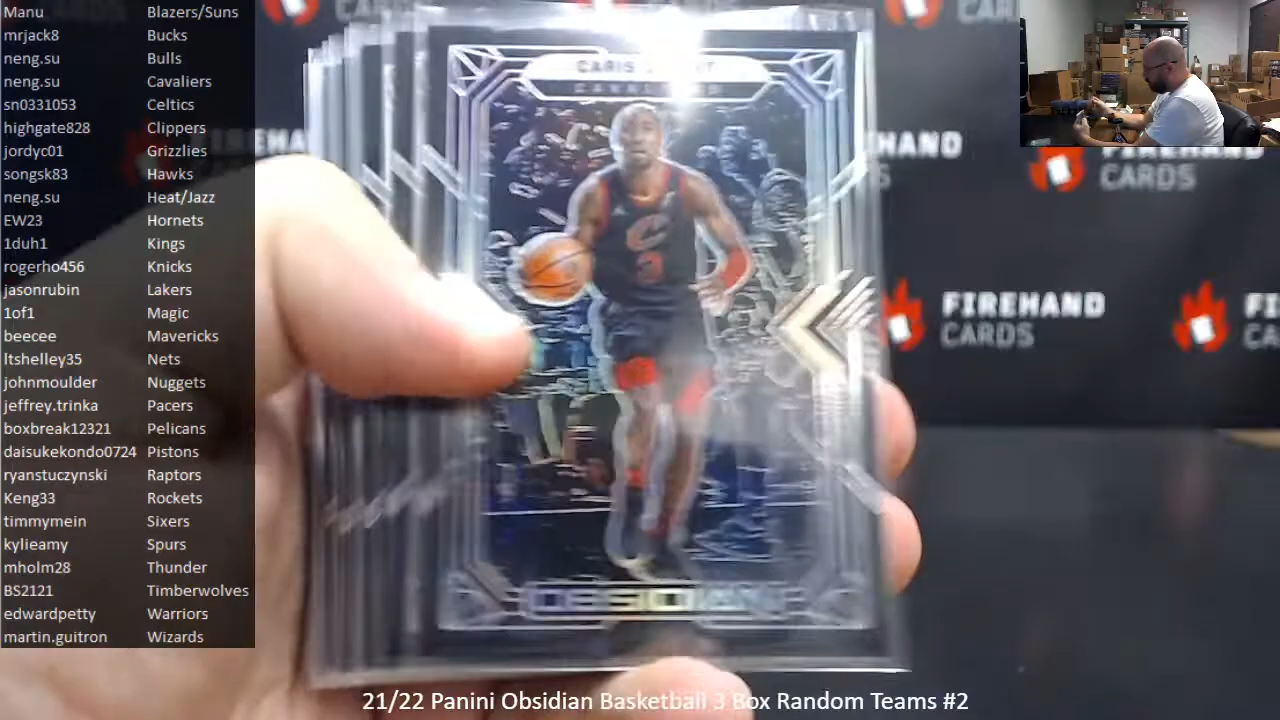 Manu Blazers/Suns
mrjack8 Bucks
neng.su Bulls
neng.su Cavaliers
sn0331053 Celtics
highgate828 Clippers
jordyc01 Grizzlies
songsk83 Hawks
neng.su Heat/Jazz
EW23 Hornets
1duh1 Kings
rogerho456 Knicks
jasonrubin Lakers
1of1 Magic
beecee Mavericks
ltshelley35 Nets
johnmoulder Nuggets
jeffrey.trinka Pacers
boxbreak12321 Pelicans
daisukekondo0724 Pistons
ryanstuczynski Raptors
Keng33 Rockets
timmymein Sixers
kylieamy Spurs
mholm28 Thunder
BS2121 Timberwolves
edwardpetty Warriors
martin.guitron Wizards
CARIS
OBSIDIAN
CARDS
FIREHAND
CARDS
21/22 Panini Obsidian Basketball 3 Box Random Teams #2